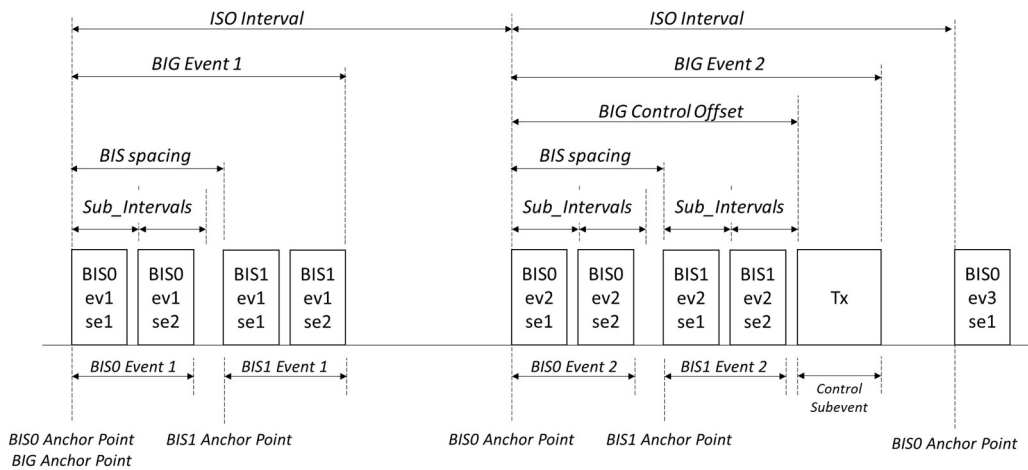 ISO Interval
ISO Interval
BIG Event 1
BIG Event 2
BIG Control Offset
BIS spacing
BIS spacing
Sub_Intervals
Sub_Intervals
Sub_Intervals
BIS0 ev1 se1
BIS0 ev1 se2
BIS1 ev1 se1
BIS1 ev1 se2
BIS0 ev2 se1
BIS0 ev2 se2
BIS1 ev2 se1
BIS1 ev2 se2
Tx
BIS0 ev3 se1
BIS0 Event 1
BIS1 Event 1
BIS0 Event 2
BIS1 Event 2
Control
Subevent
BIS0 Anchor Point
BIG Anchor Point
BIS1 Anchor Point
BIS0 Anchor Point
BIS1 Anchor Point
BIS0 Anchor Point